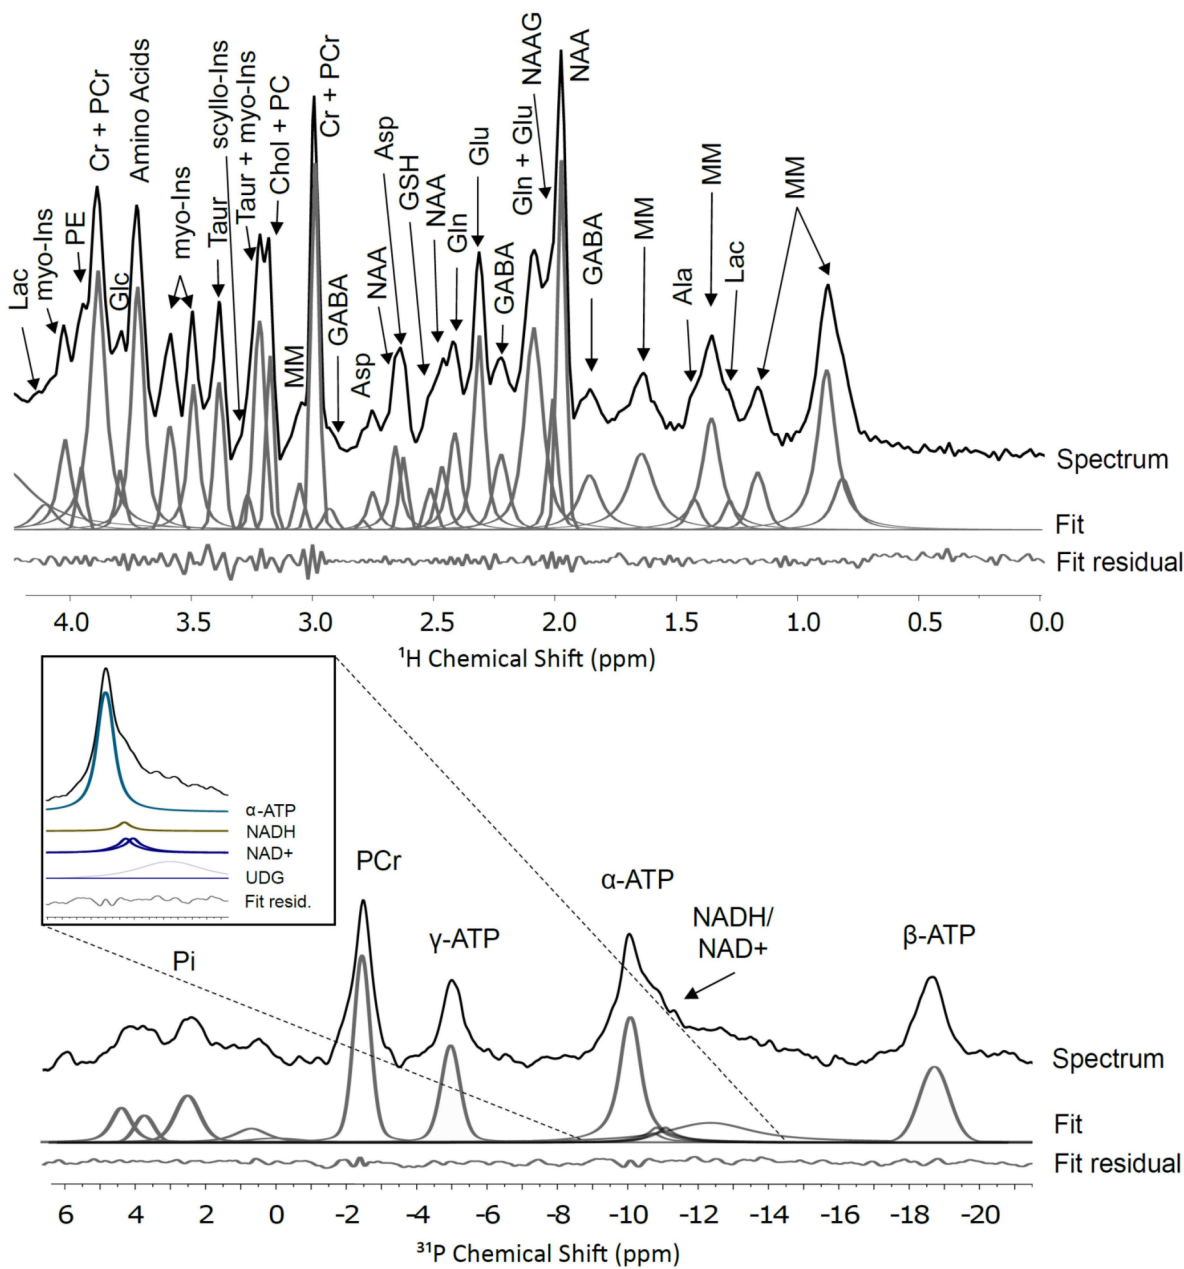 Lac
myo-Ins
PE
Cr + PCr
Glc
Amino Acids
myo-Ins
Taur
scyllo-Ins
Taur + myo-Ins
Chol + PC
MM
Cr + PCr
GABA
Asp
NAA
Asp
GSH
NAA
Gln
Glu
GABA
Gln + Glu
NAAG
NAA
GABA
MM
Ala
MM
Lac
MM
Spectrum
Fit
Fit residual
4.0 3.5 3.0 2.5 2.0 1.5 1.0 0.5 0.0
¹H Chemical Shift (ppm)
α-ATP
NADH
NAD+
UDG
Fit resid.
Pi
PCr
γ-ATP
α-ATP
NADH/
NAD+
β-ATP
Spectrum
Fit
Fit residual
6 4 2 0 -2 -4 -6 -8 -10 -12 -14 -16 -18 -20
³¹P Chemical Shift (ppm)